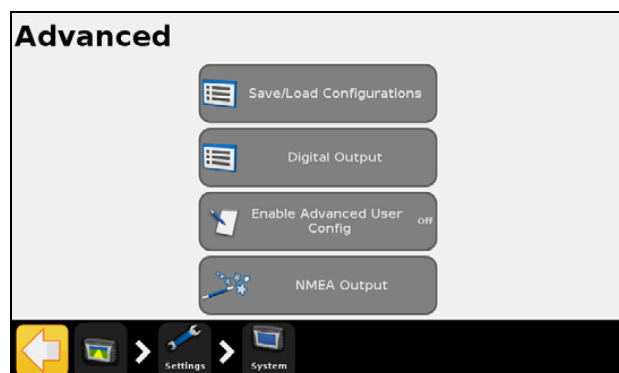 Advanced
Save/Load Configurations
Digital Output
Enable Advanced User
Config
Off
NMEA Output
Settings
System